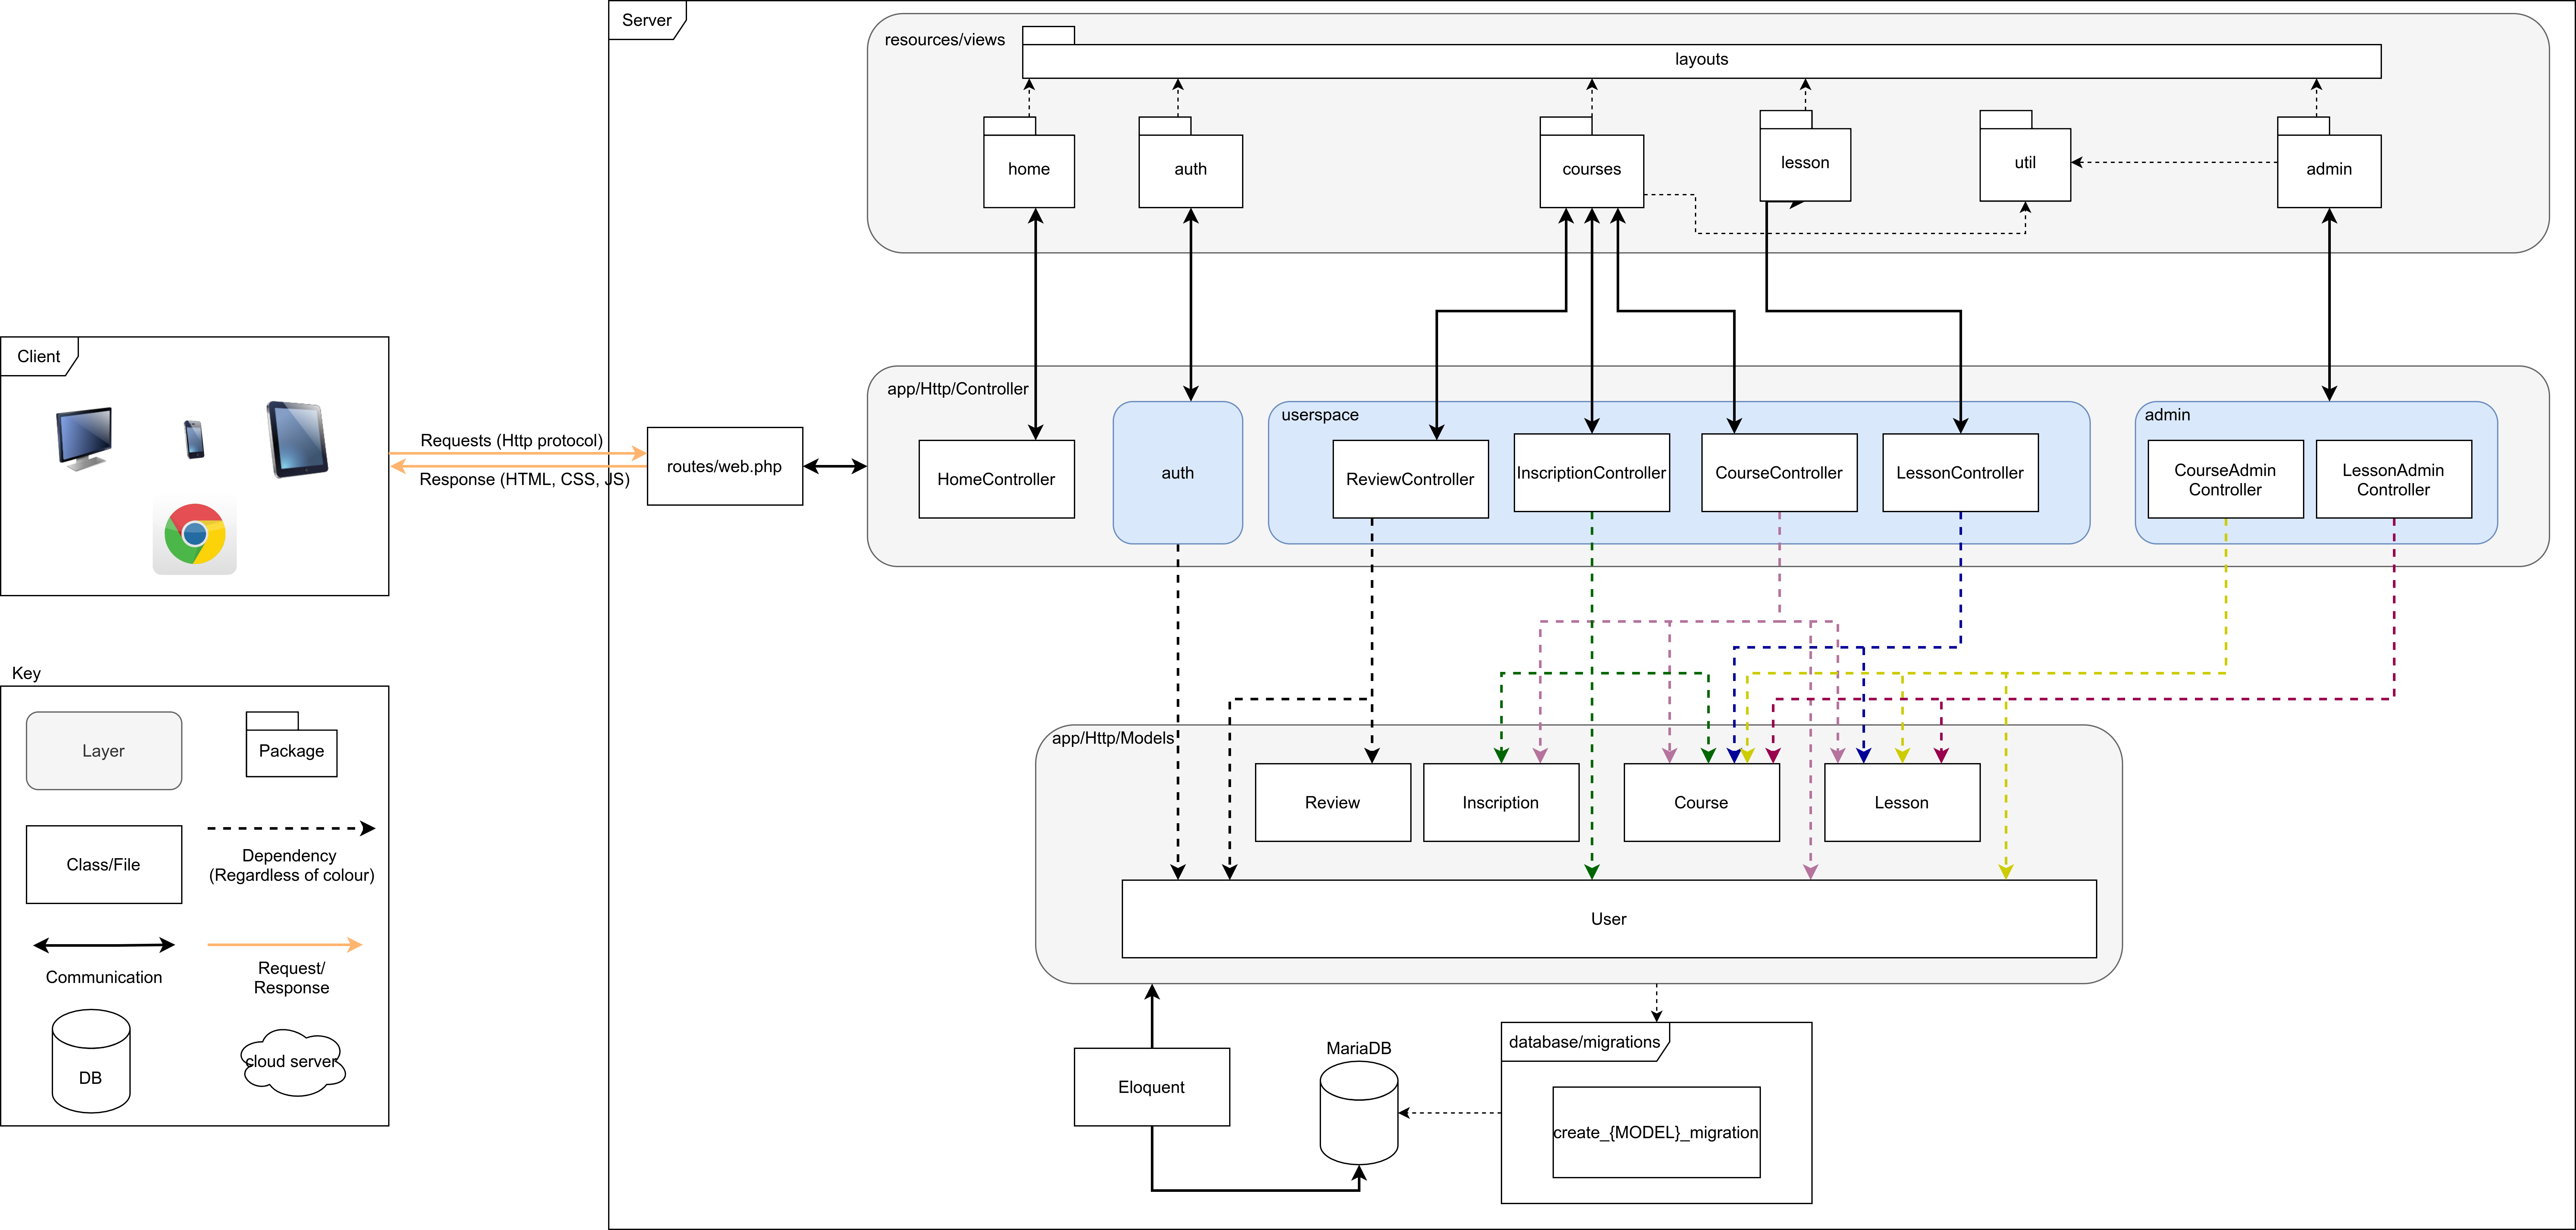 Server
resources/views
layouts
home
auth
courses
lesson
util
admin
Client
Requests (Http protocol)
Response (HTML, CSS, JS)
routes/web.php
app/Http/Controller
HomeController
auth
userspace
ReviewController
InscriptionController
CourseController
LessonController
admin
CourseAdmin
Controller
LessonAdmin
Controller
Key
Layer
Package
Class/File
Dependency
(Regardless of colour)
Communication
Request/
Response
DB
cloud server
app/Http/Models
Review
Inscription
Course
Lesson
User
Eloquent
MariaDB
database/migrations
create_{MODEL}_migration